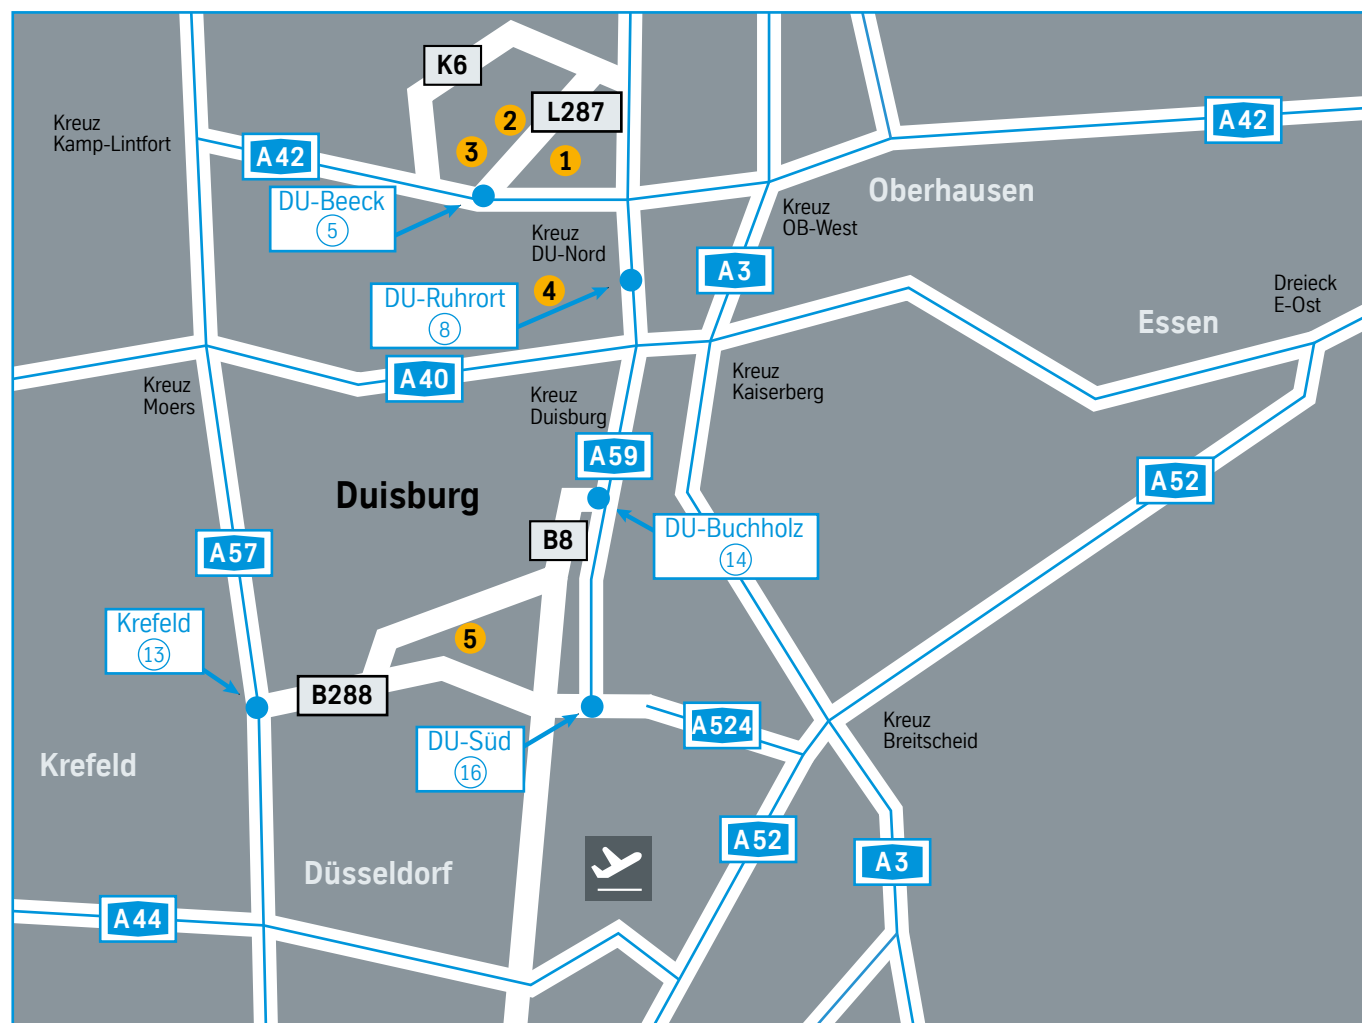 K6
L287
2
3
1
A42
A42
Kreuz
Kamp-Lintfort
DU-Beeck
5
Oberhausen
Kreuz
OB-West
Kreuz
DU-Nord
A3
4
DU-Ruhrort
8
Dreieck
E-Ost
Essen
A40
Kreuz
Moers
Kreuz
Kaiserberg
Kreuz
Duisburg
A59
A52
Duisburg
B8
DU-Buchholz
14
A57
Krefeld
13
5
B288
A524
Kreuz
Breitscheid
DU-Süd
16
Krefeld
A52
A3
Düsseldorf
A44